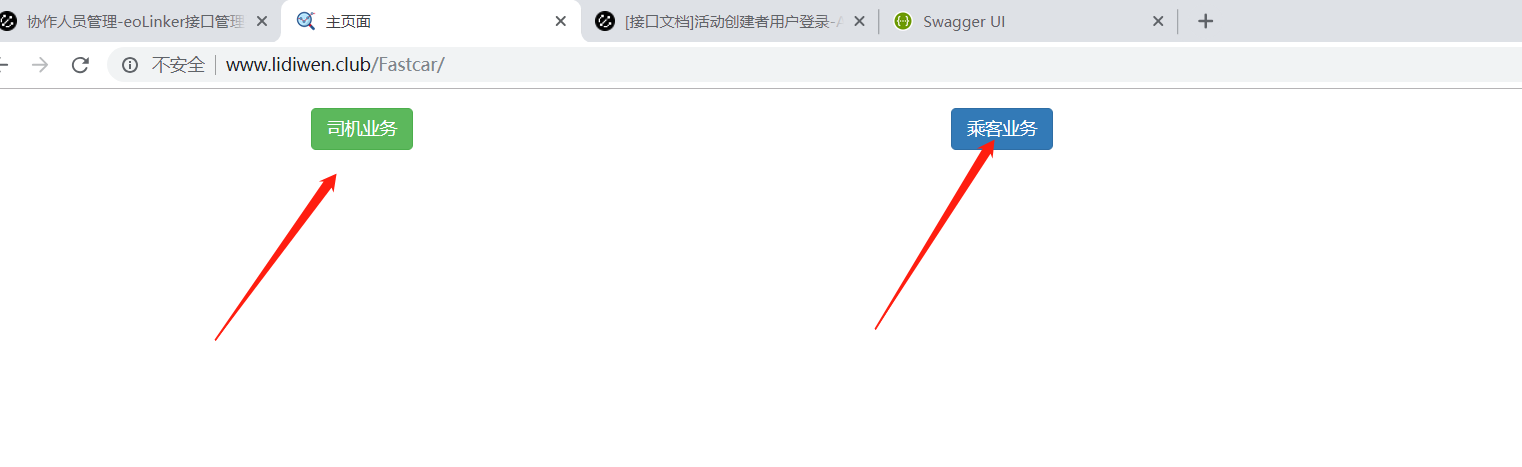 协作人员管理-eoLinker接口管理
主页面
[接口文档]活动创建者用户登录-
Swagger UI
不安全 www.lidiwen.club/Fastcar/
司机业务
乘客业务